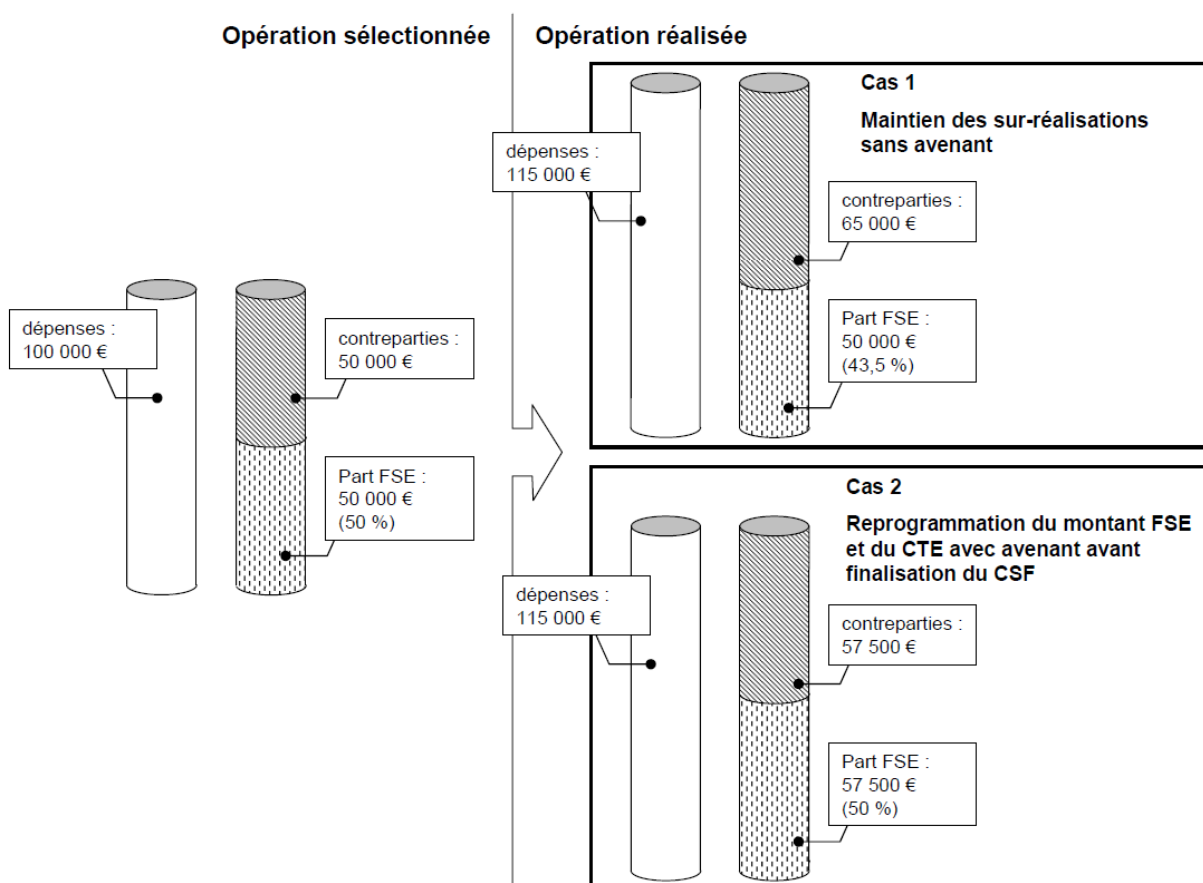 Opération sélectionnée
dépenses :
100 000 €
contreparties :
50 000 €
Part FSE :
50 000 €
(50 %)
Opération réalisée
Cas 1
Maintien des sur-réalisations
sans avenant
dépenses :
115 000 €
contreparties :
65 000 €
Part FSE :
50 000 €
(43,5 %)
Cas 2
Reprogrammation du montant FSE
et du CTE avec avenant avant
finalisation du CSF
dépenses :
115 000 €
contreparties :
57 500 €
Part FSE :
57 500 €
(50 %)